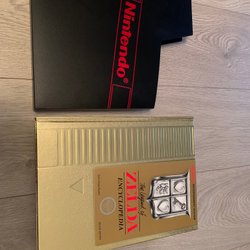 Nintendo®
The Legend of
ZELDA
ENCYCLOPEDIA